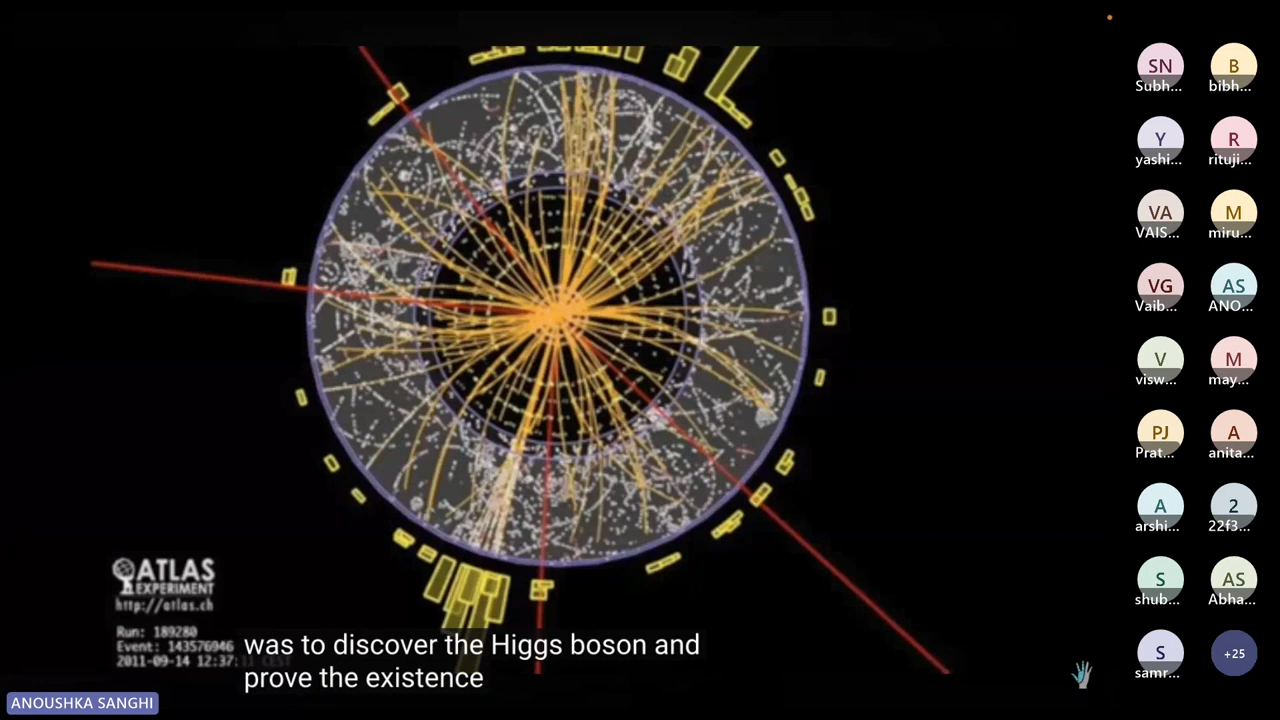 SN
Subh...
B
bibh...
Y
yashi...
R
rituji...
VA
VAIS...
M
miru...
VG
Vaib...
AS
ANO...
V
visw...
M
may...
PJ
Prat...
A
anita...
A
arshi...
2
22f3...
S
shub...
AS
Abha...
S
samr...
+25
ATLAS
EXPERIMENT
http://atlas.ch
Run: 189280
Event: 143576946
2011-09-14 12:37:
was to discover the Higgs boson and
prove the existence
ANOUSHKA SANGHI